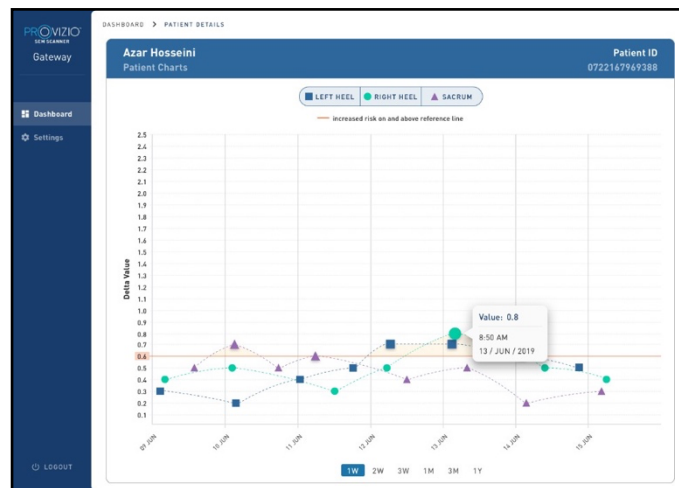 PROVIZIO
SEM SCANNER
Gateway
Dashboard
Settings
LOGOUT
DASHBOARD > PATIENT DETAILS
Azar Hosseini
Patient Charts
Patient ID
0722167969388
LEFT HEEL RIGHT HEEL SACRUM
increased risk on and above reference line
Delta Value
2.5
2.4
2.3
2.2
2.1
2.0
1.9
1.8
1.7
1.6
1.5
1.4
1.3
1.2
1.1
1.0
0.9
0.8
0.7
0.6
0.5
0.4
0.3
0.2
0.1
Value: 0.8
8:50 AM
13 / JUN / 2019
09 JUN 10 JUN 11 JUN 12 JUN 13 JUN 14 JUN 15 JUN
1W 2W 3W 1M 3M 1Y